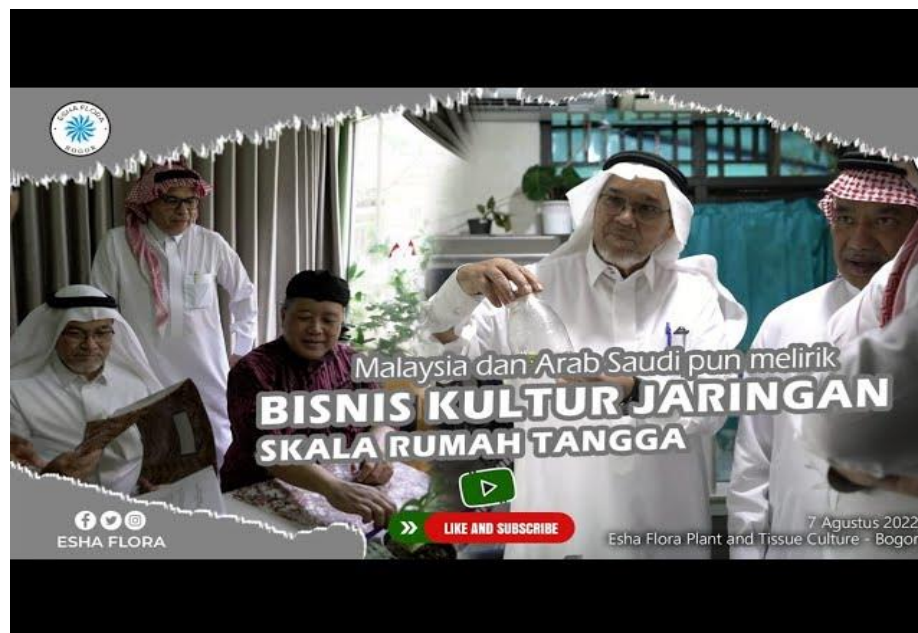 ESHA FLORA
BOGOR
Malaysia dan Arab Saudi pun melirik
BISNIS KULTUR JARINGAN
SKALA RUMAH TANGGA
LIKE AND SUBSCRIBE
ESHA FLORA
7 Agustus 2022
Esha Flora Plant and Tissue Culture - Bogor